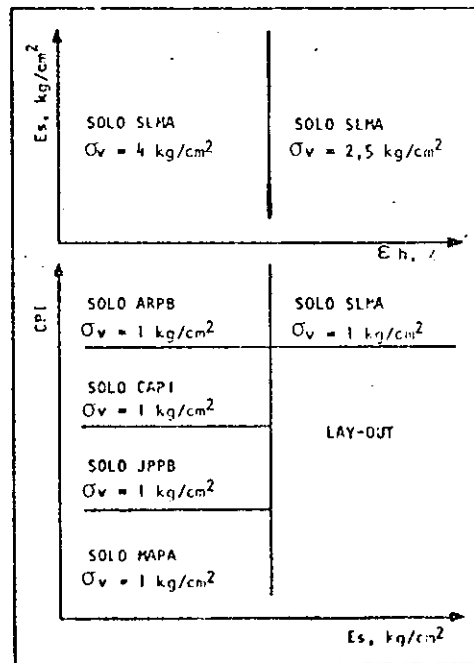 Es, kg/cm²
SOLO SLMA
σv = 4 kg/cm²
SOLO SLMA
σv = 2,5 kg/cm²
εh, %
CPI
SOLO ARPB
σv = 1 kg/cm²
SOLO SLMA
σv = 1 kg/cm²
SOLO CAPI
σv = 1 kg/cm²
LAY-OUT
SOLO JPPB
σv = 1 kg/cm²
SOLO MAPA
σv = 1 kg/cm²
Es, kg/cm²